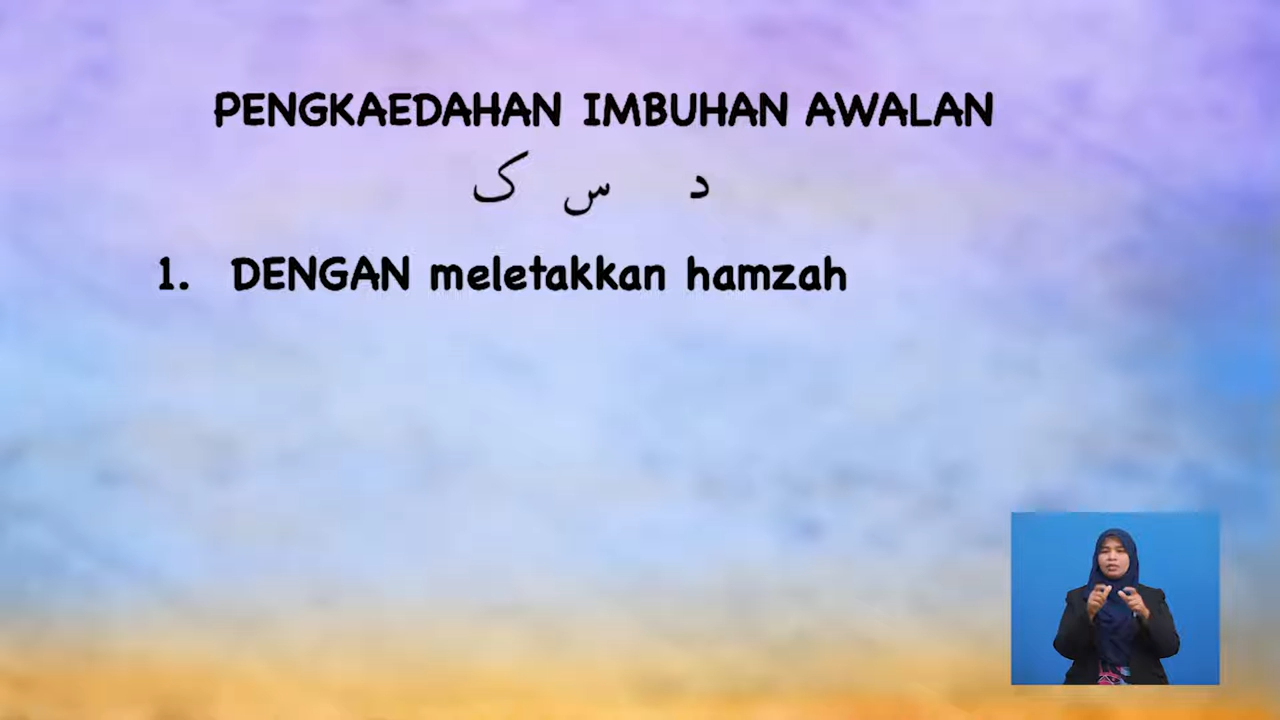 PENGKAEDAHAN IMBUHAN AWALAN
د س ک
1. DENGAN meletakkan hamzah